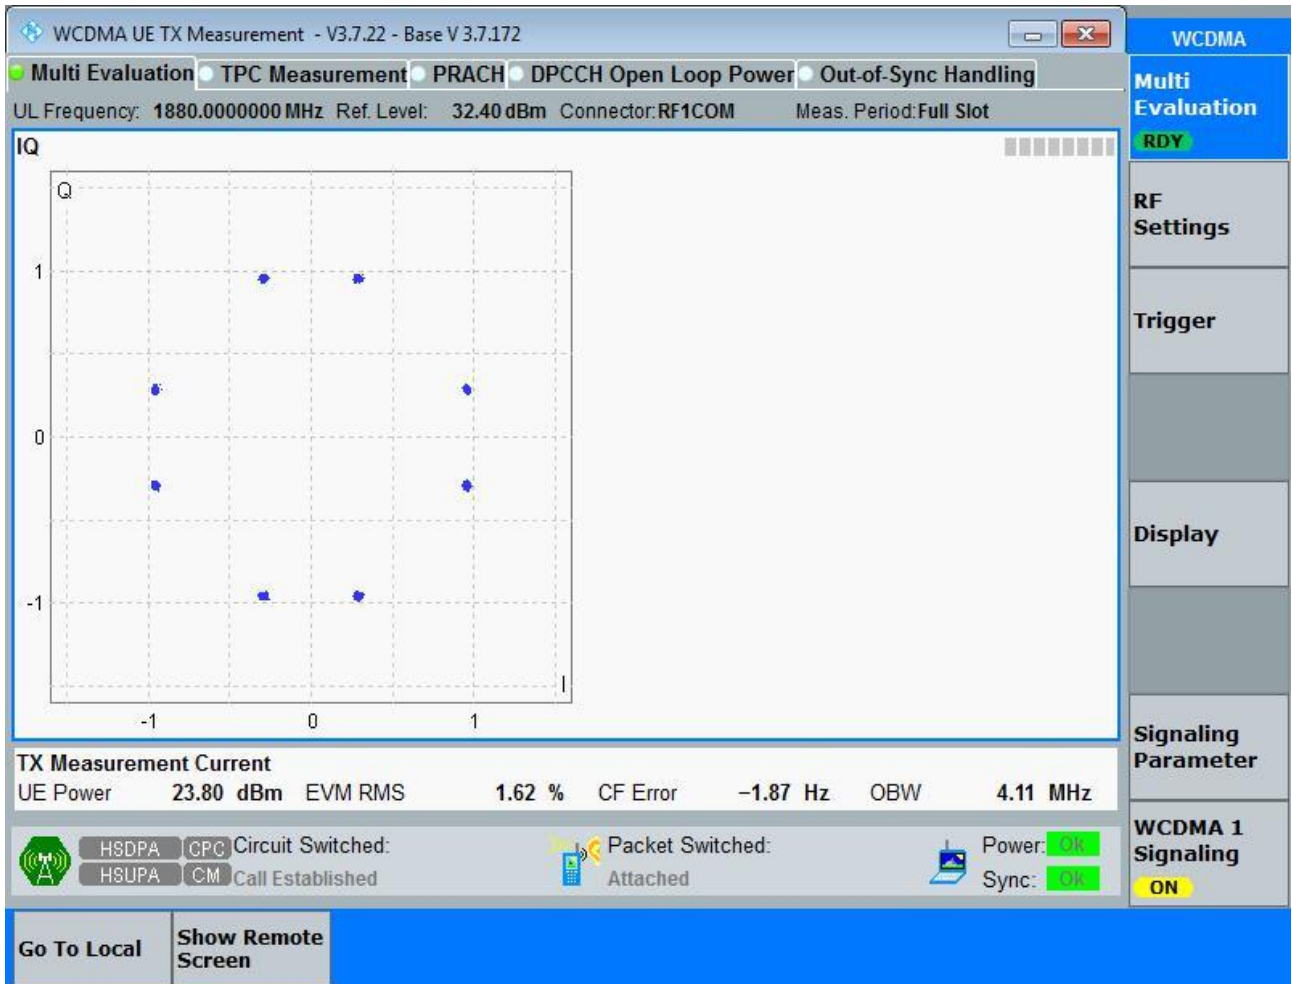 WCDMA UE TX Measurement - V3.7.22 - Base V 3.7.172
WCDMA
Multi Evaluation TPC Measurement PRACH DPCCH Open Loop Power Out-of-Sync Handling
UL Frequency: 1880.0000000 MHz Ref. Level: 32.40 dBm Connector: RF1COM Meas. Period: Full Slot
Multi
Evaluation
RDY
IQ
Q
1
0
-1
I
-1 0 1
RF
Settings
Trigger
Display
Signaling
Parameter
WCDMA 1
Signaling
ON
TX Measurement Current
UE Power 23.80 dBm EVM RMS 1.62 % CF Error −1.87 Hz OBW 4.11 MHz
HSDPA CPC Circuit Switched: Packet Switched: Power: Ok
HSUPA CM Call Established Attached Sync: Ok
Go To Local
Show Remote
Screen